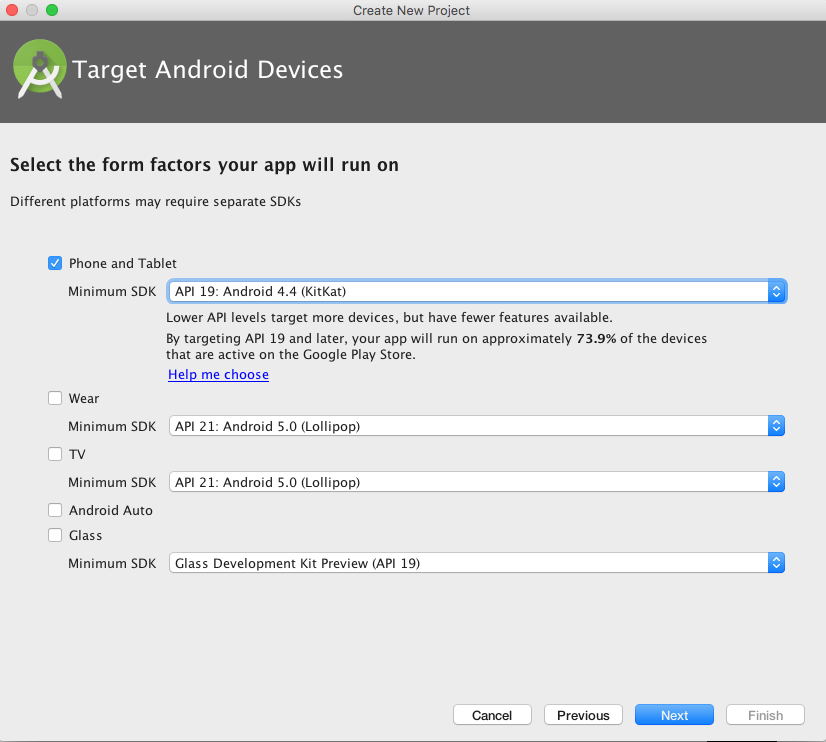 Create New Project
Target Android Devices
Select the form factors your app will run on
Different platforms may require separate SDKs
Phone and Tablet
Minimum SDK API 19: Android 4.4 (KitKat)
Lower API levels target more devices, but have fewer features available.
By targeting API 19 and later, your app will run on approximately 73.9% of the devices
that are active on the Google Play Store.
Help me choose
Wear
Minimum SDK API 21: Android 5.0 (Lollipop)
TV
Minimum SDK API 21: Android 5.0 (Lollipop)
Android Auto
Glass
Minimum SDK Glass Development Kit Preview (API 19)
Cancel Previous Next Finish